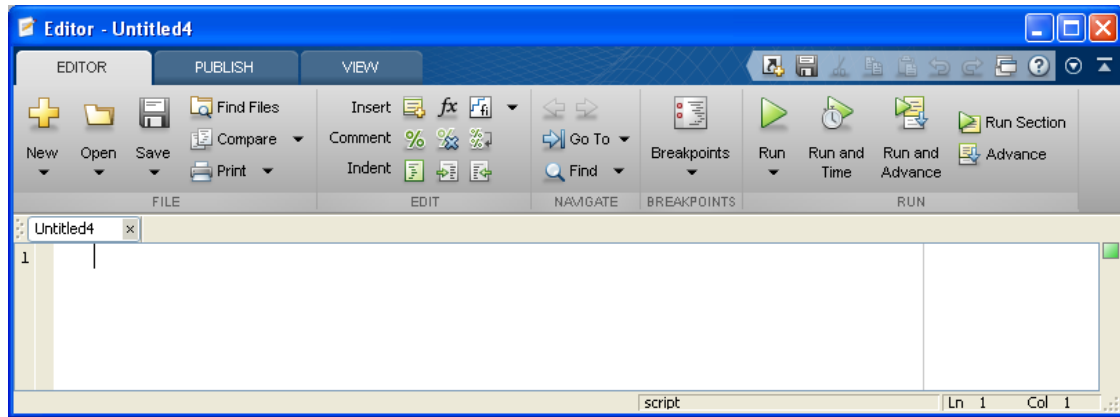 Editor - Untitled4
EDITOR PUBLISH VIEW
New Open Save
Find Files
Compare
Print
FILE
Insert fx fi
Comment % % %
Indent
EDIT
Go To
Find
NAVIGATE
Breakpoints
BREAKPOINTS
Run
Run and Time
Run and Advance
Run Section
Advance
RUN
Untitled4
1
script Ln 1 Col 1